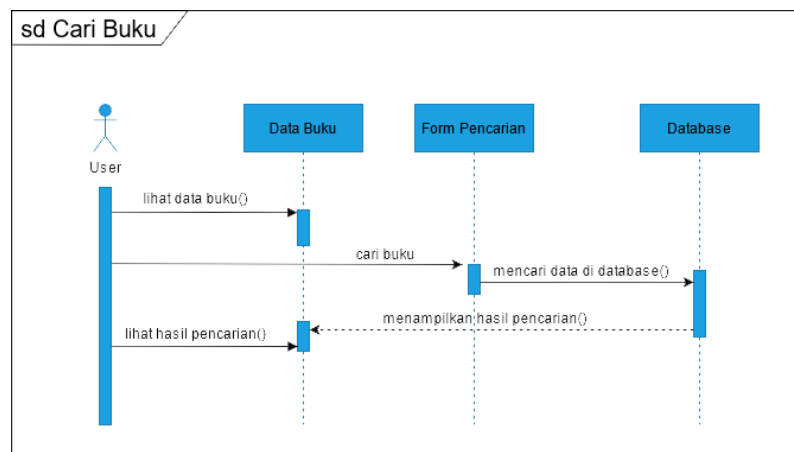 sd Cari Buku
Data Buku
Form Pencarian
Database
User
lihat data buku()
cari buku
mencari data di database()
menampilkan hasil pencarian()
lihat hasil pencarian()